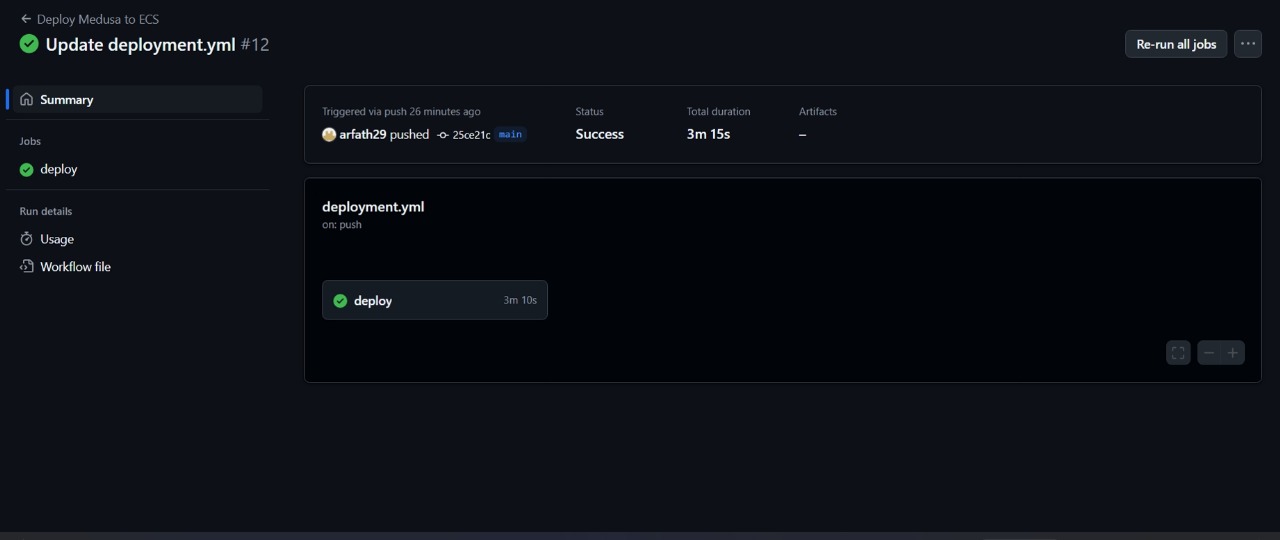 Deploy Medusa to ECS
Update deployment.yml #12
Re-run all jobs
Summary
Jobs
deploy
Run details
Usage
Workflow file
Triggered via push 26 minutes ago
arfath29 pushed 25ce21c main
Status
Success
Total duration
3m 15s
Artifacts
–
deployment.yml
on: push
deploy 3m 10s